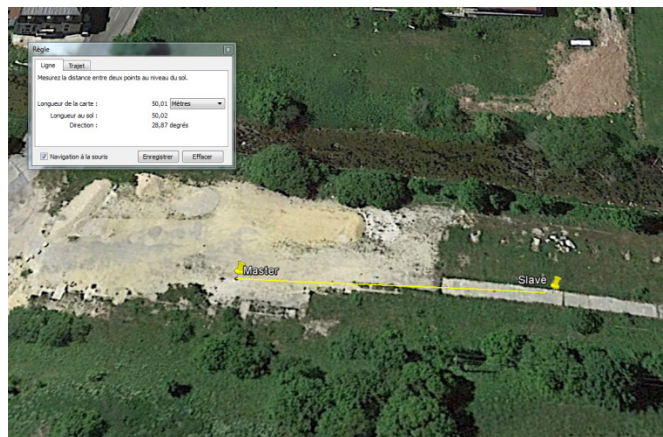 Règle
Ligne Trajet
Mesurez la distance entre deux points au niveau du sol.
Longueur de la carte : 50,01 Mètres
Longueur au sol : 50,02
Direction : 28,87 degrés
Navigation à la souris Enregistrer Effacer
Master
Slave